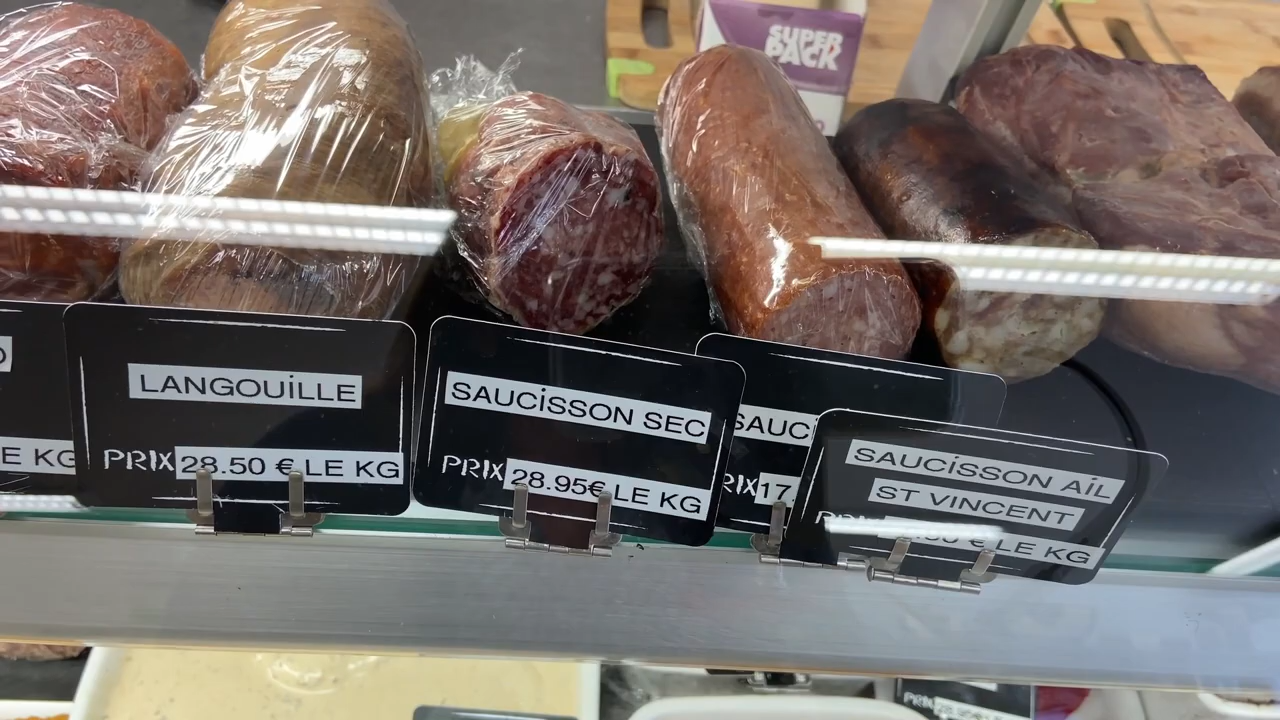 SUPER
PACK
LANGOUiLLE
PRIX 28.50 € LE KG
E KG
SAUCiSSON SEC
PRIX 28.95€ LE KG
SAUC
RIX 17.
SAUCiSSON AiL
ST VINCENT
€ LE KG
PRIX